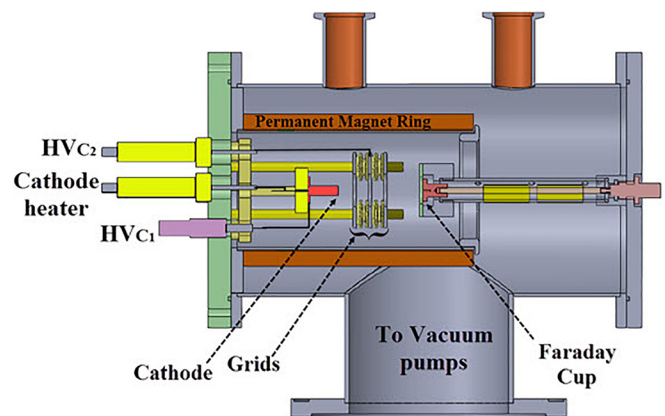 Permanent Magnet Ring
HVC2
Cathode
heater
HVC1
To Vacuum
pumps
Cathode
Grids
Faraday
Cup